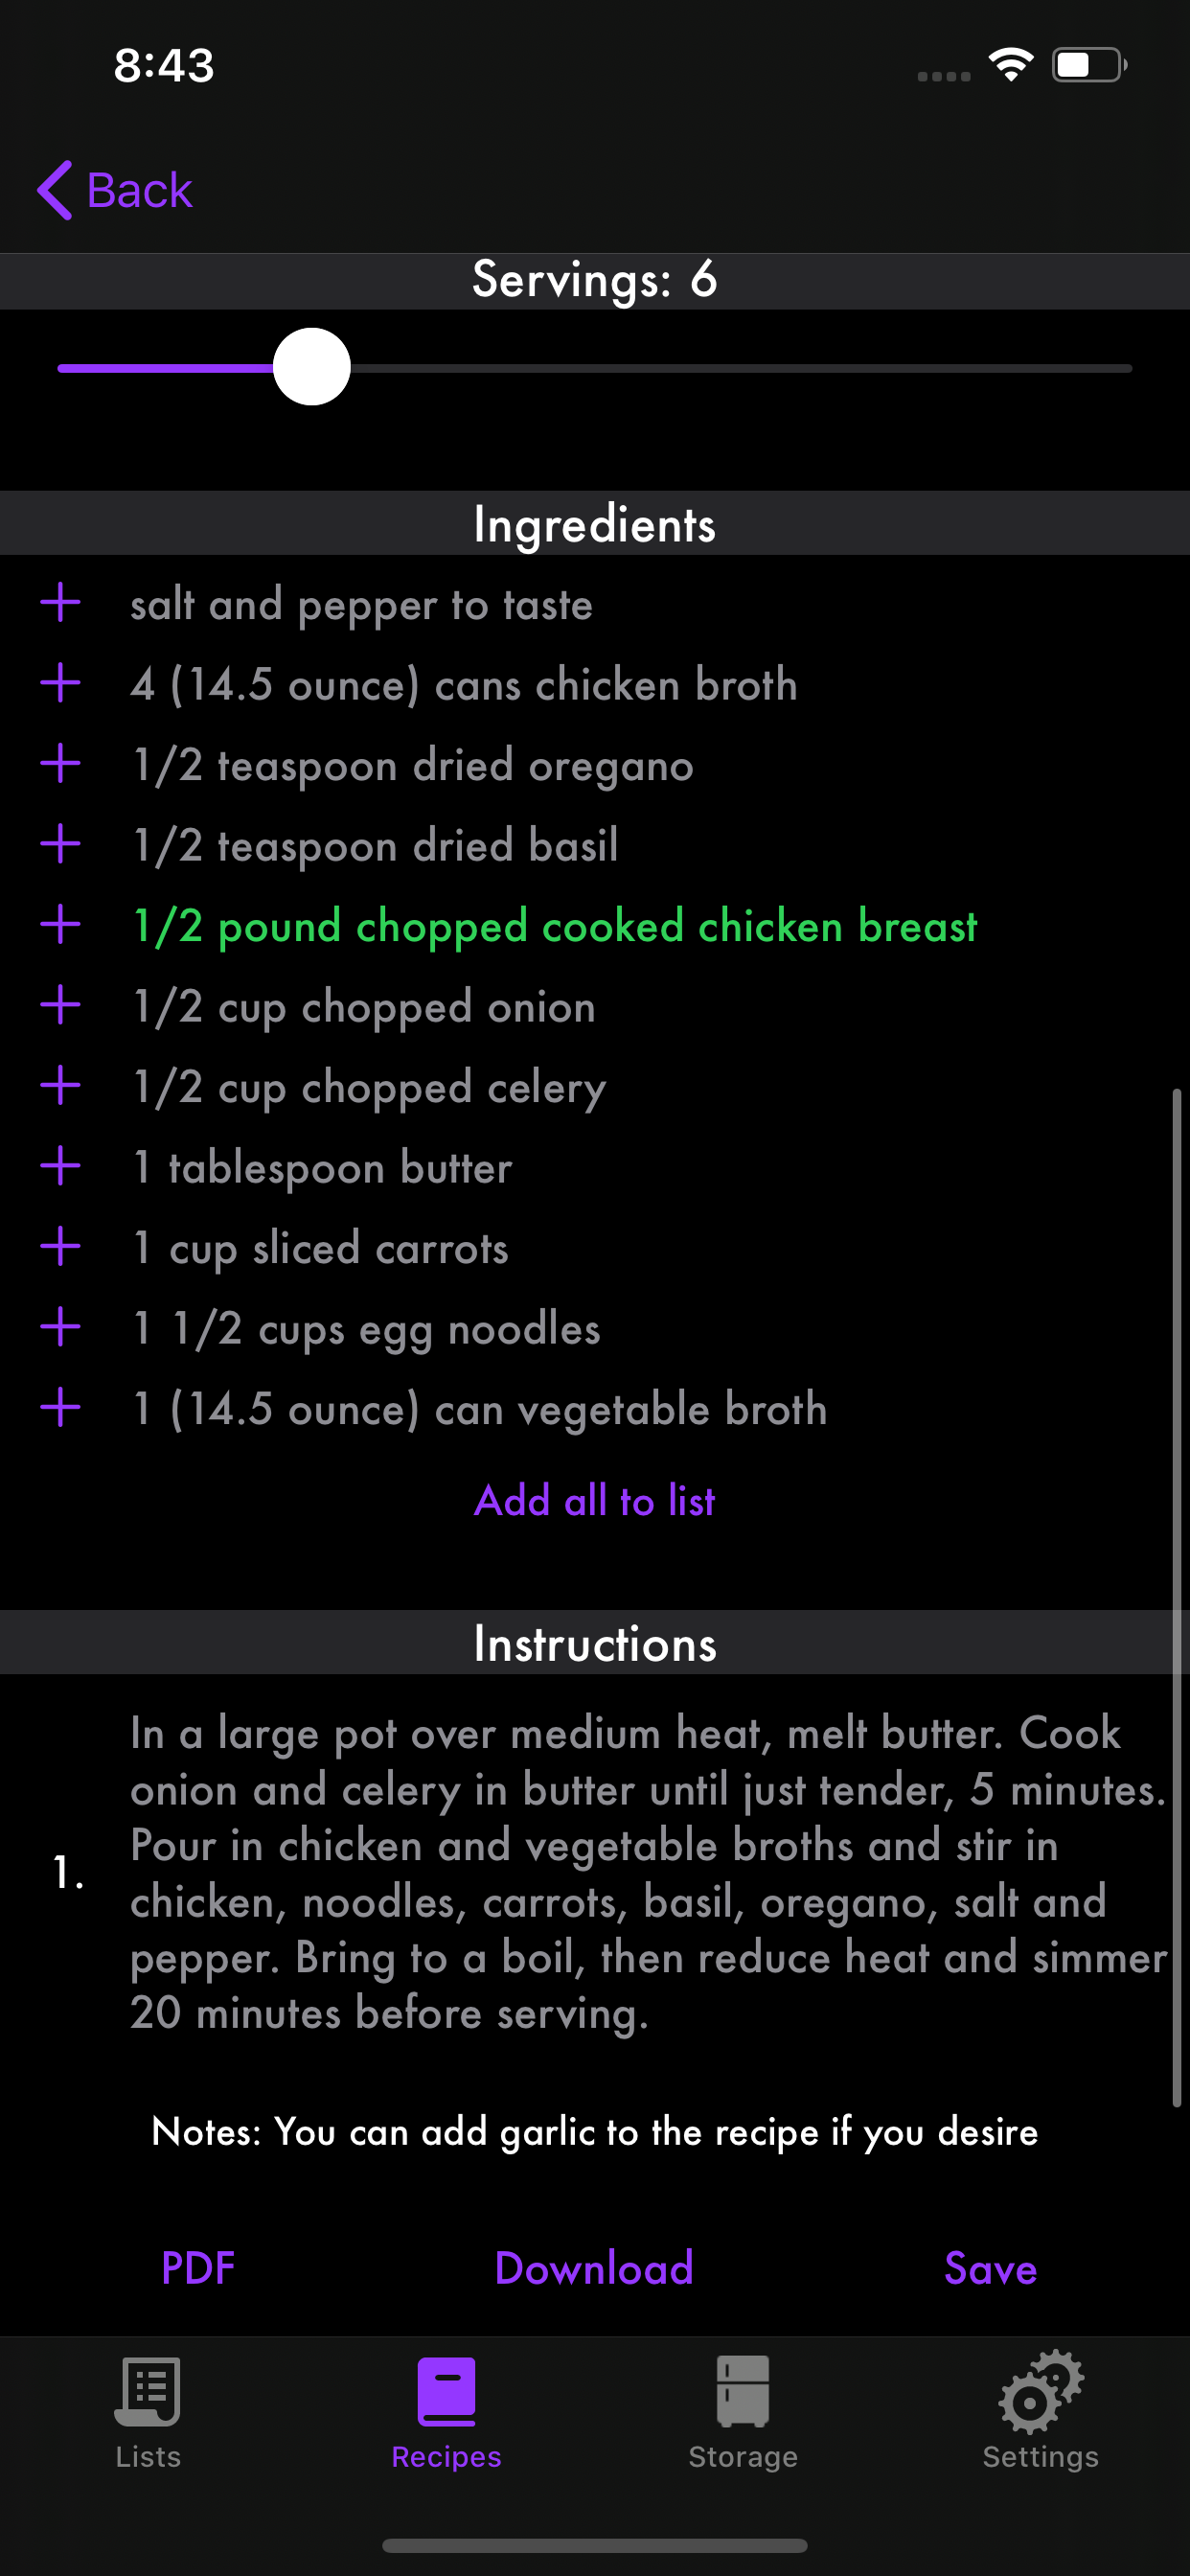 8:43
Back
Servings: 6
Ingredients
salt and pepper to taste
4 (14.5 ounce) cans chicken broth
1/2 teaspoon dried oregano
1/2 teaspoon dried basil
1/2 pound chopped cooked chicken breast
1/2 cup chopped onion
1/2 cup chopped celery
1 tablespoon butter
1 cup sliced carrots
1 1/2 cups egg noodles
1 (14.5 ounce) can vegetable broth
Add all to list
Instructions
1.
In a large pot over medium heat, melt butter. Cook
onion and celery in butter until just tender, 5 minutes.
Pour in chicken and vegetable broths and stir in
chicken, noodles, carrots, basil, oregano, salt and
pepper. Bring to a boil, then reduce heat and simmer
20 minutes before serving.
Notes: You can add garlic to the recipe if you desire
PDF Download Save
Lists Recipes Storage Settings